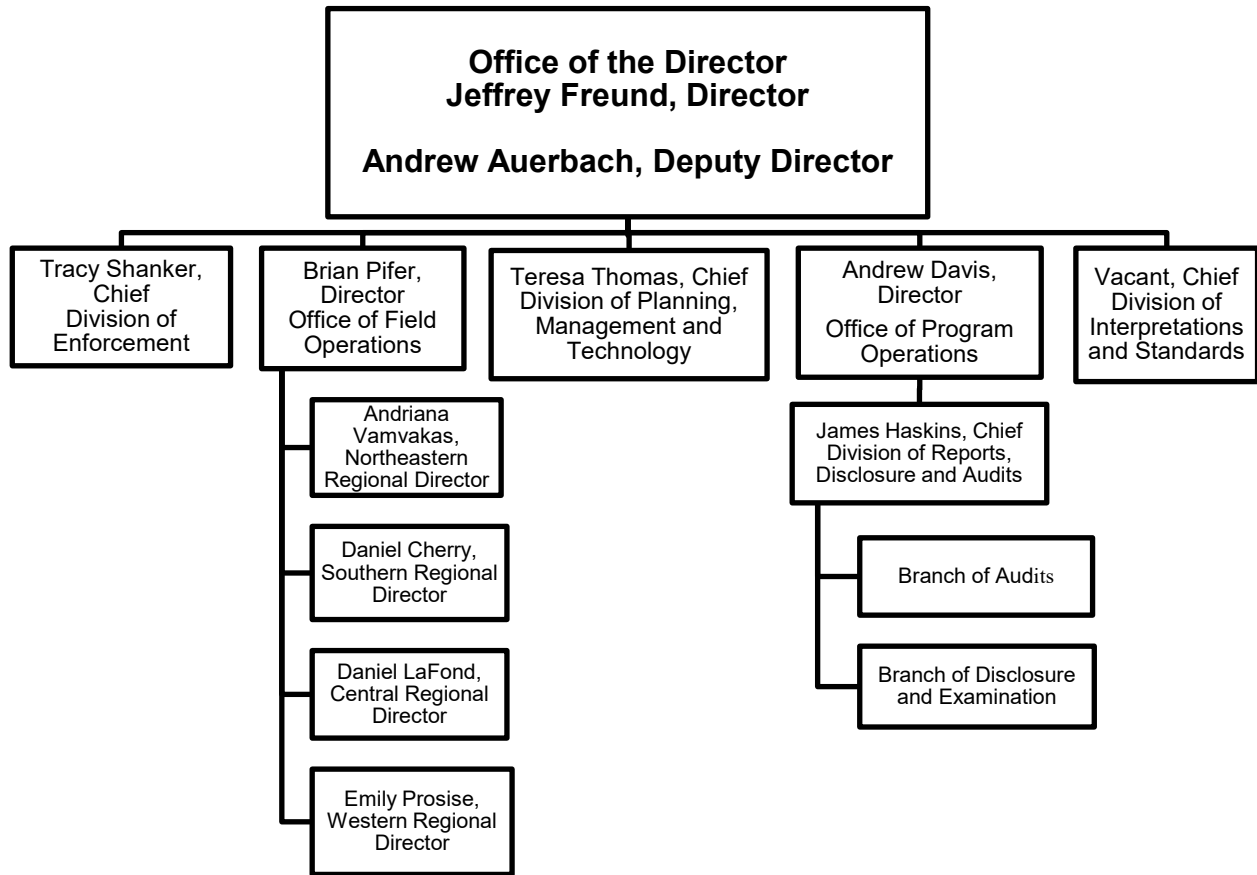 Office of the Director
Jeffrey Freund, Director
Andrew Auerbach, Deputy Director
Tracy Shanker,
Chief
Division of
Enforcement
Brian Pifer,
Director
Office of Field
Operations
Teresa Thomas, Chief
Division of Planning,
Management and
Technology
Andrew Davis,
Director
Office of Program
Operations
Vacant, Chief
Division of
Interpretations
and Standards
Andriana
Vamvakas,
Northeastern
Regional Director
Daniel Cherry,
Southern Regional
Director
Daniel LaFond,
Central Regional
Director
Emily Prosise,
Western Regional
Director
James Haskins, Chief
Division of Reports,
Disclosure and Audits
Branch of Audits
Branch of Disclosure
and Examination